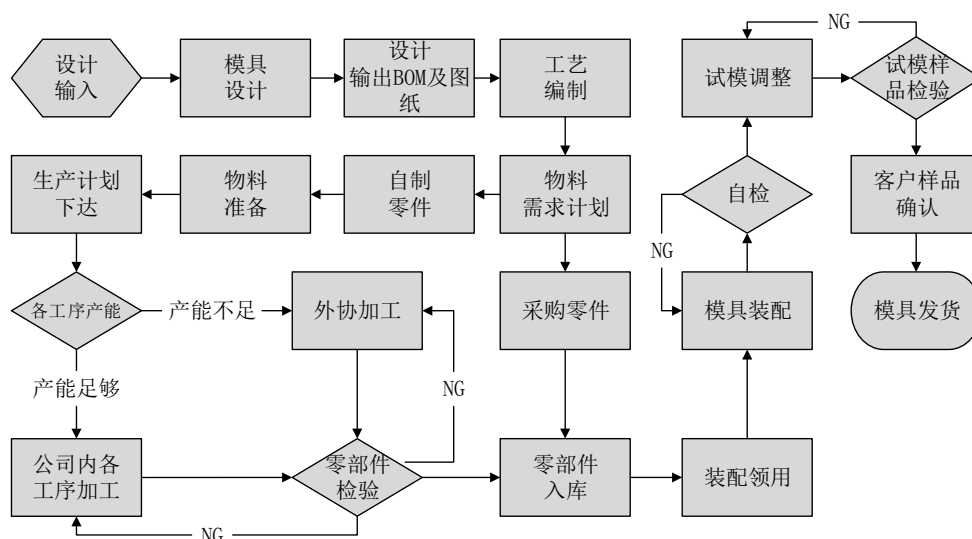 设计
输入
模具
设计
设计
输出BOM及图
纸
工艺
编制
试模调整
NG
试模样
品检验
生产计划
下达
物料
准备
自制
零件
物料
需求计划
自检
NG
客户样品
确认
各工序产能
产能不足
外协加工
采购零件
模具装配
模具发货
产能足够
NG
公司内各
工序加工
零部件
检验
零部件
入库
装配领用
NG